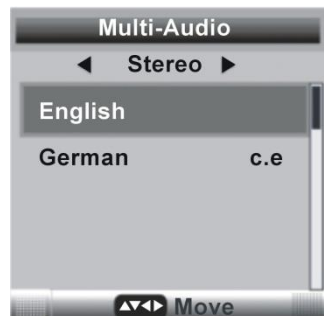 Multi-Audio
◀ Stereo ▶
English
German c.e
Move